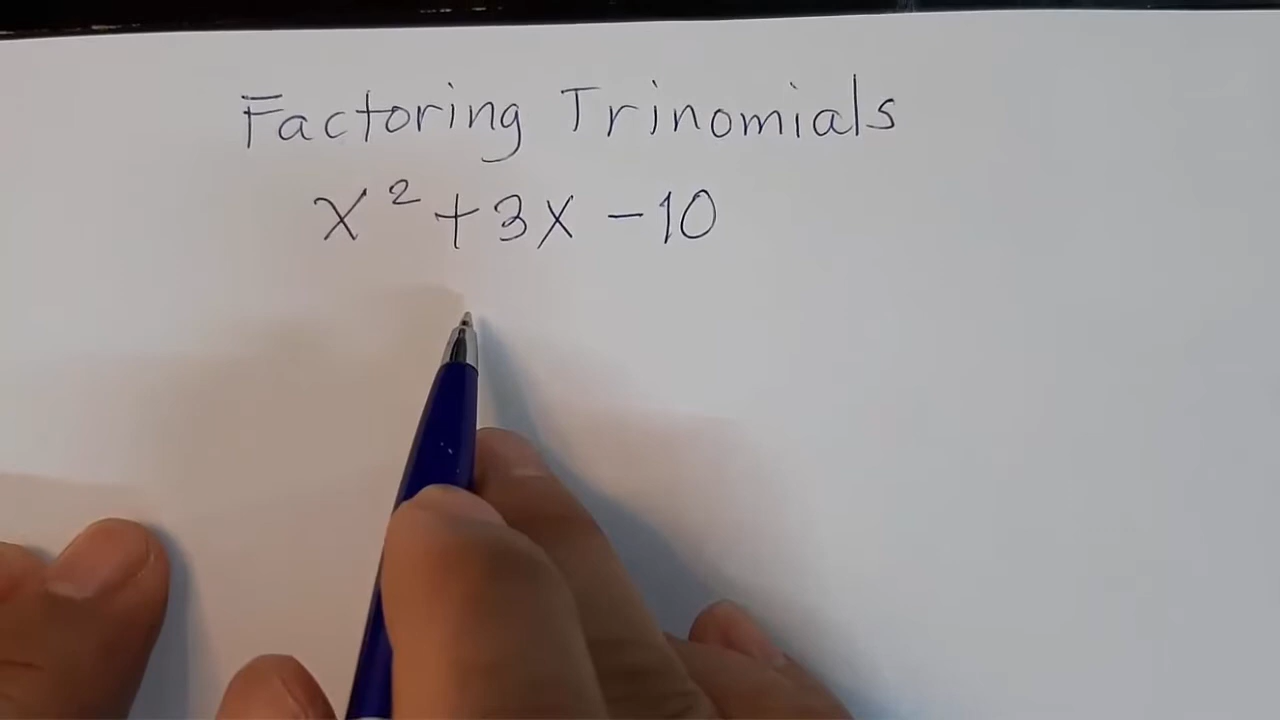 Factoring Trinomials
x² + 3x - 10